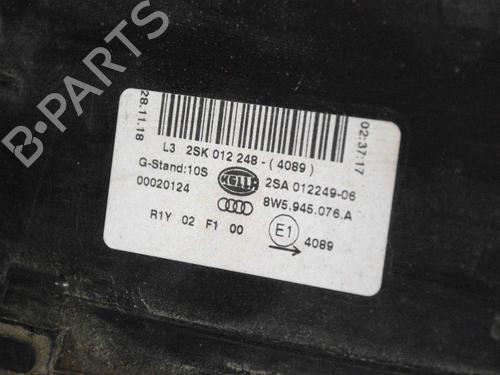 B-PARTS
28.11.18
02:37:17
L3 2SK 012 248-(4089)
G-Stand:10S HELLA 2SA 012249-06
00020124 8W5.945.076.A
R1Y 02 F1 00 E1 4089